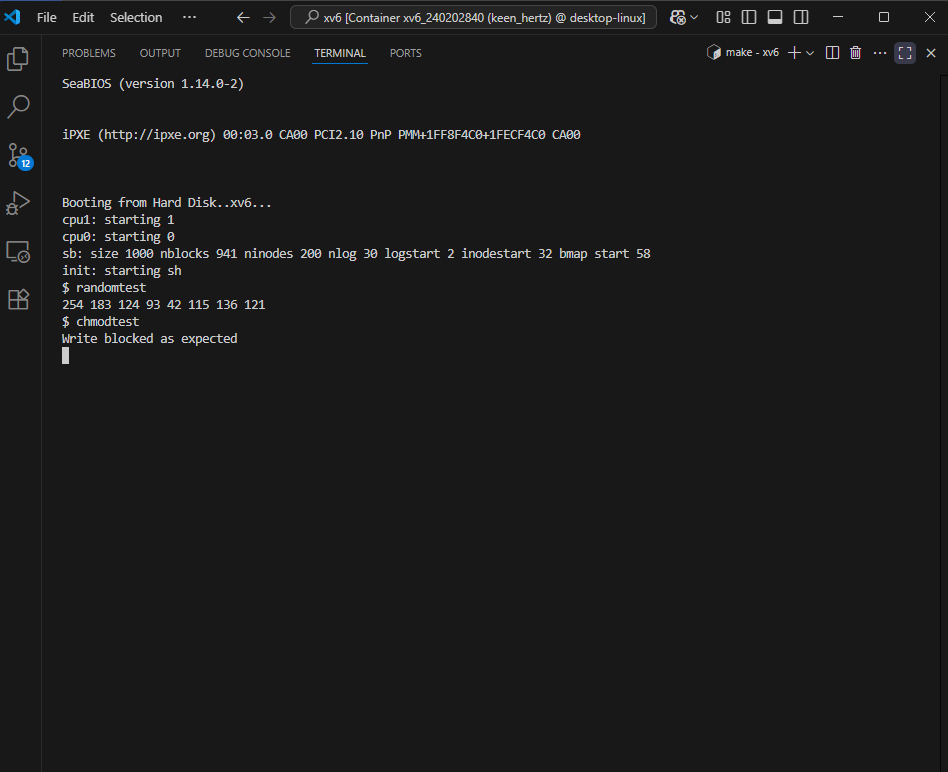 File Edit Selection ··· xv6 [Container xv6_240202840 (keen_hertz) @ desktop-linux]
PROBLEMS OUTPUT DEBUG CONSOLE TERMINAL PORTS make - xv6
SeaBIOS (version 1.14.0-2)
iPXE (http://ipxe.org) 00:03.0 CA00 PCI2.10 PnP PMM+1FF8F4C0+1FECF4C0 CA00
12
Booting from Hard Disk..xv6...
cpu1: starting 1
cpu0: starting 0
sb: size 1000 nblocks 941 ninodes 200 nlog 30 logstart 2 inodestart 32 bmap start 58
init: starting sh
$ randomtest
254 183 124 93 42 115 136 121
$ chmodtest
Write blocked as expected